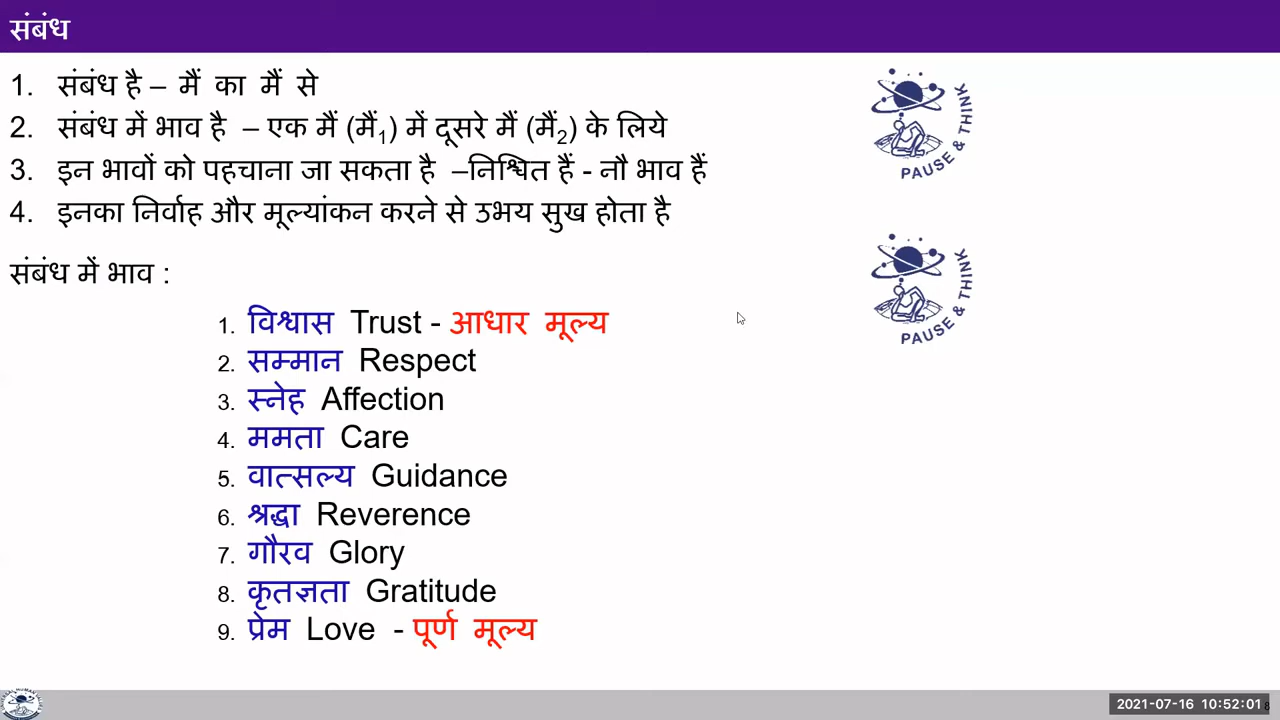 संबंध
1. संबंध है – मैं का मैं से
2. संबंध में भाव है – एक मैं (मैं1) में दूसरे मैं (मैं2) के लिये
3. इन भावों को पहचाना जा सकता है –निश्चित हैं - नौ भाव हैं
4. इनका निर्वाह और मूल्यांकन करने से उभय सुख होता है
PAUSE & THINK
PAUSE & THINK
संबंध में भाव :
1. विश्वास Trust - आधार मूल्य
2. सम्मान Respect
3. स्नेह Affection
4. ममता Care
5. वात्सल्य Guidance
6. श्रद्धा Reverence
7. गौरव Glory
8. कृतज्ञता Gratitude
9. प्रेम Love - पूर्ण मूल्य
2021-07-16 10:52:01
8